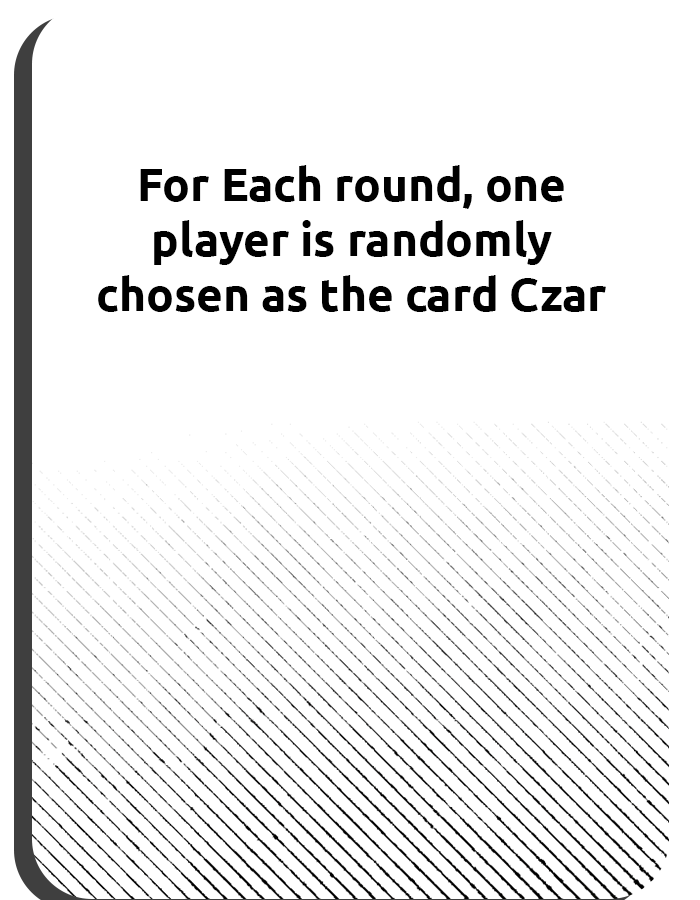 For Each round, one
player is randomly
chosen as the card Czar